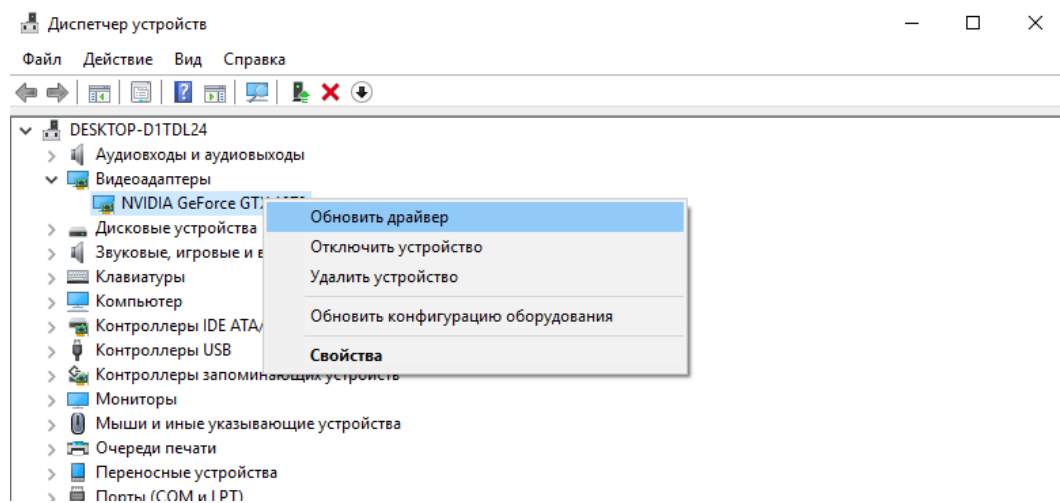 Диспетчер устройств
Файл Действие Вид Справка
DESKTOP-D1TDL24
Аудиовходы и аудиовыходы
Видеоадаптеры
NVIDIA GeForce
Дисковые устройства
Звуковые, игровые и
Клавиатуры
Компьютер
Контроллеры IDE ATA/
Контроллеры USB
Контроллеры запоминающих устройств
Мониторы
Мыши и иные указывающие устройства
Очереди печати
Переносные устройства
Порты (COM и LPT)
Обновить драйвер
Отключить устройство
Удалить устройство
Обновить конфигурацию оборудования
Свойства